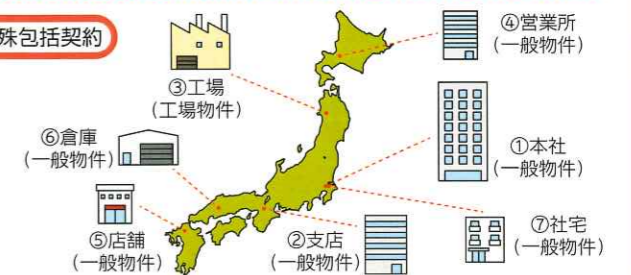 殊包括契約
④営業所
(一般物件)
③工場
(工場物件)
①本社
(一般物件)
⑥倉庫
(一般物件)
⑤店舗
(一般物件)
②支店
(一般物件)
⑦社宅
(一般物件)